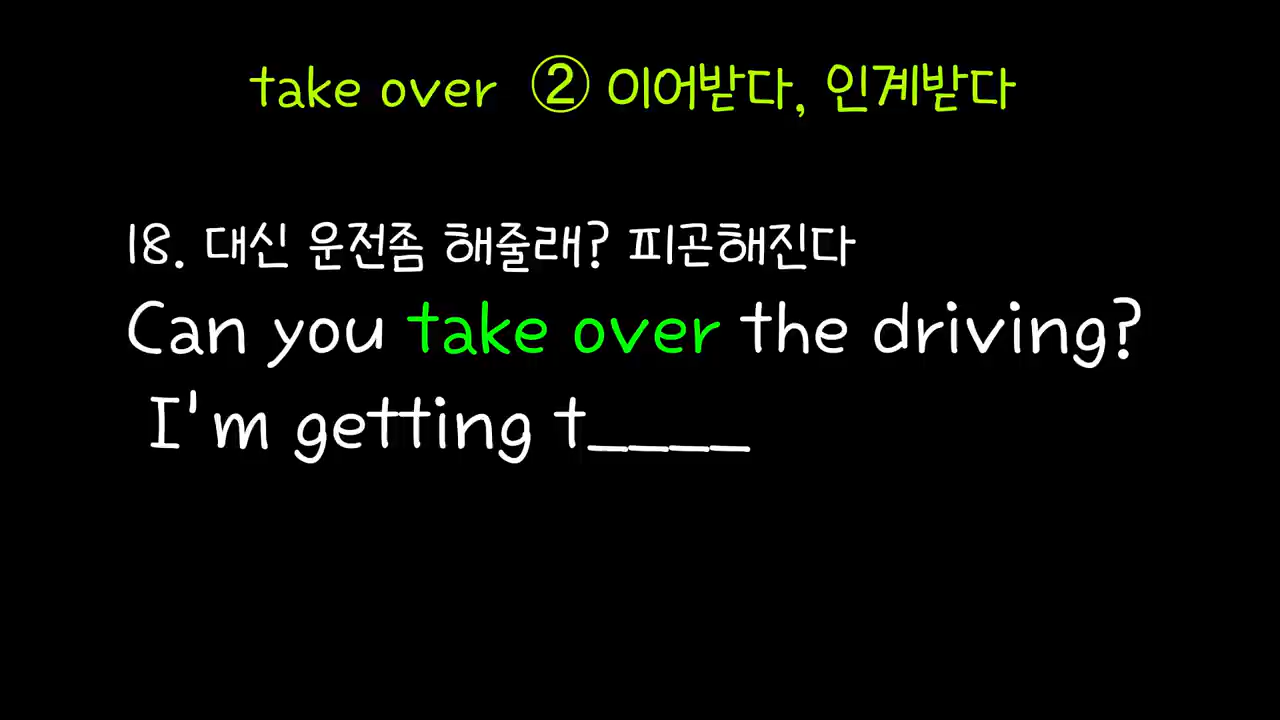 take over ② 이어받다, 인계받다
18. 대신 운전좀 해줄래? 피곤해진다
Can you take over the driving?
I'm getting t____